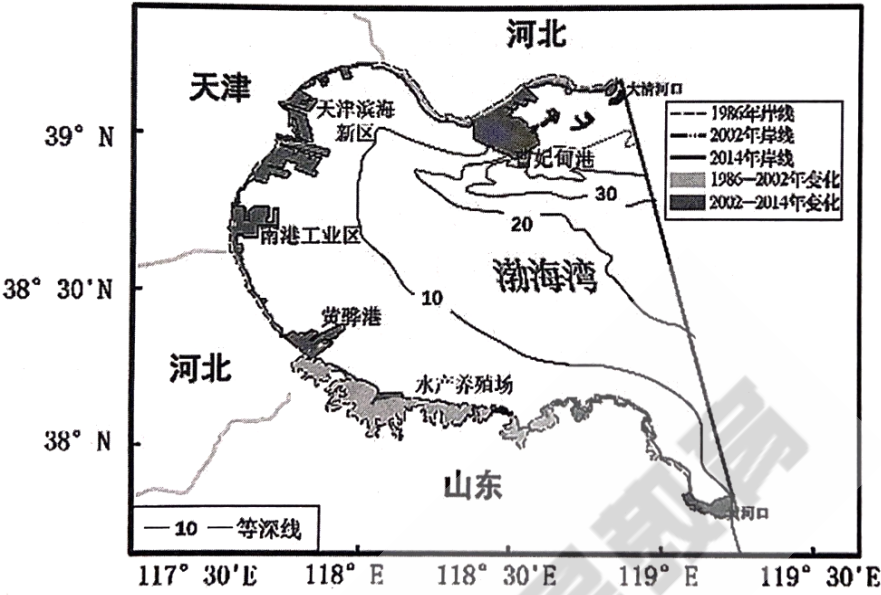 河北
天津
大清河口
天津滨海
新区
39° N
曹妃甸港
1986年岸线
2002年岸线
2014年岸线
1986—2002年变化
2002—2014年变化
30
20
南港工业区
渤海湾
38° 30′N
10
黄骅港
河北
水产养殖场
38° N
山东
黄河口
—10—等深线
117° 30′E
118° E
118° 30′E
119° E
119° 30′E
教育